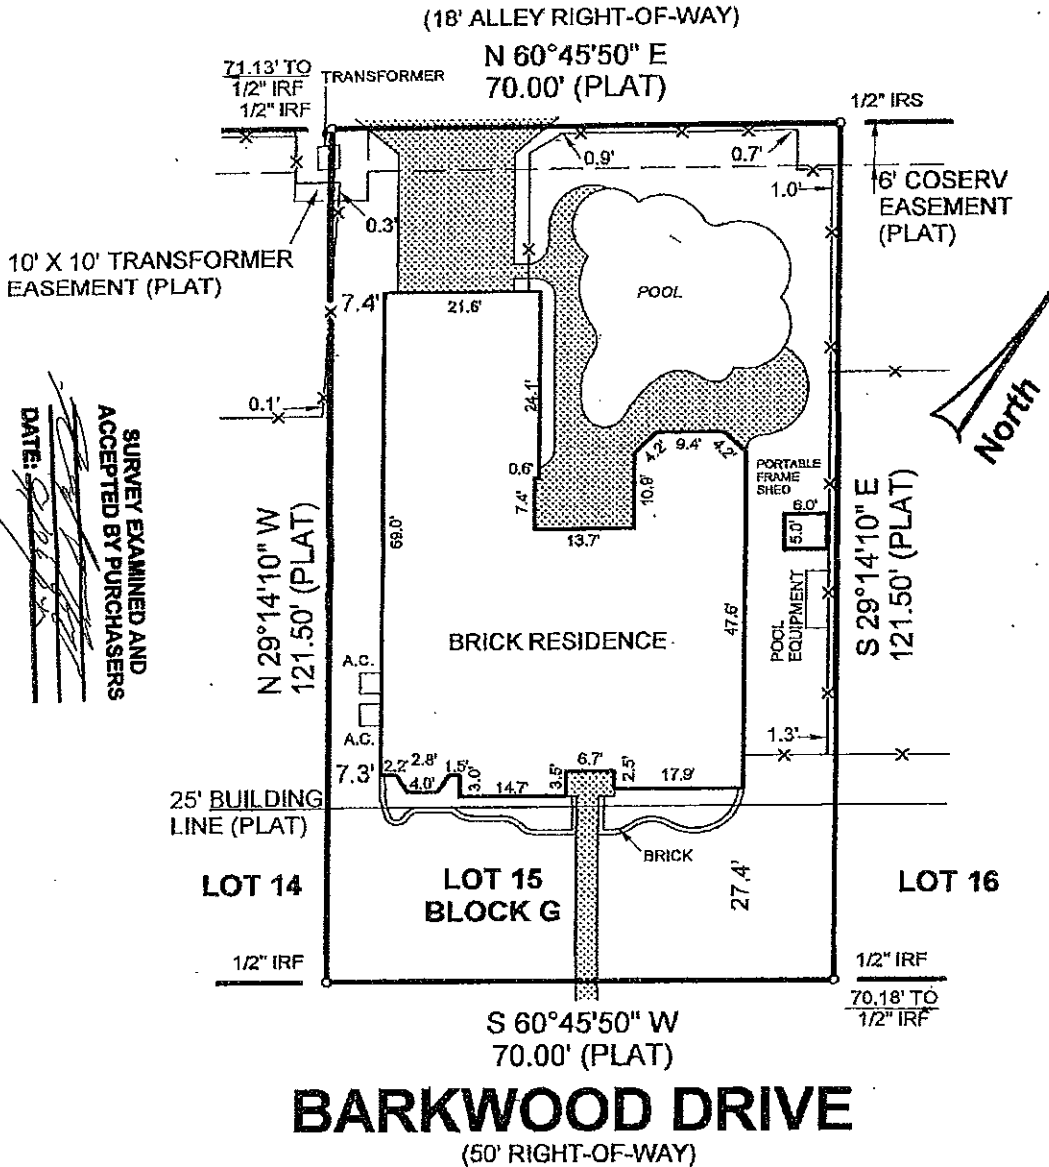 (18' ALLEY RIGHT-OF-WAY)
N 60°45'50" E
70.00' (PLAT)
71.13' TO
1/2" IRF
1/2" IRF
TRANSFORMER
1/2" IRS
0.9'
0.7'
1.0'
6' COSERV
EASEMENT
(PLAT)
0.3'
10' X 10' TRANSFORMER
EASEMENT (PLAT)
7.4'
21.6'
POOL
North
0.1'
24.1'
SURVEY EXAMINED AND
ACCEPTED BY PURCHASERS
DATE:
4.2'
9.4'
4.2'
0.6'
7.4'
10.9'
13.7'
PORTABLE
FRAME
SHED
6.0'
5.0'
69.0'
N 29°14'10" W
121.50' (PLAT)
S 29°14'10" E
121.50' (PLAT)
BRICK RESIDENCE
47.6'
POOL
EQUIPMENT
A.C.
A.C.
1.3'
7.3'
2.2'
2.8'
4.0'
1.5'
3.0'
14.7'
3.5'
6.7'
2.5'
17.9'
25' BUILDING
LINE (PLAT)
BRICK
LOT 14
LOT 15
BLOCK G
27.4'
LOT 16
1/2" IRF
1/2" IRF
70.18' TO
1/2" IRF
S 60°45'50" W
70.00' (PLAT)
BARKWOOD DRIVE
(50' RIGHT-OF-WAY)